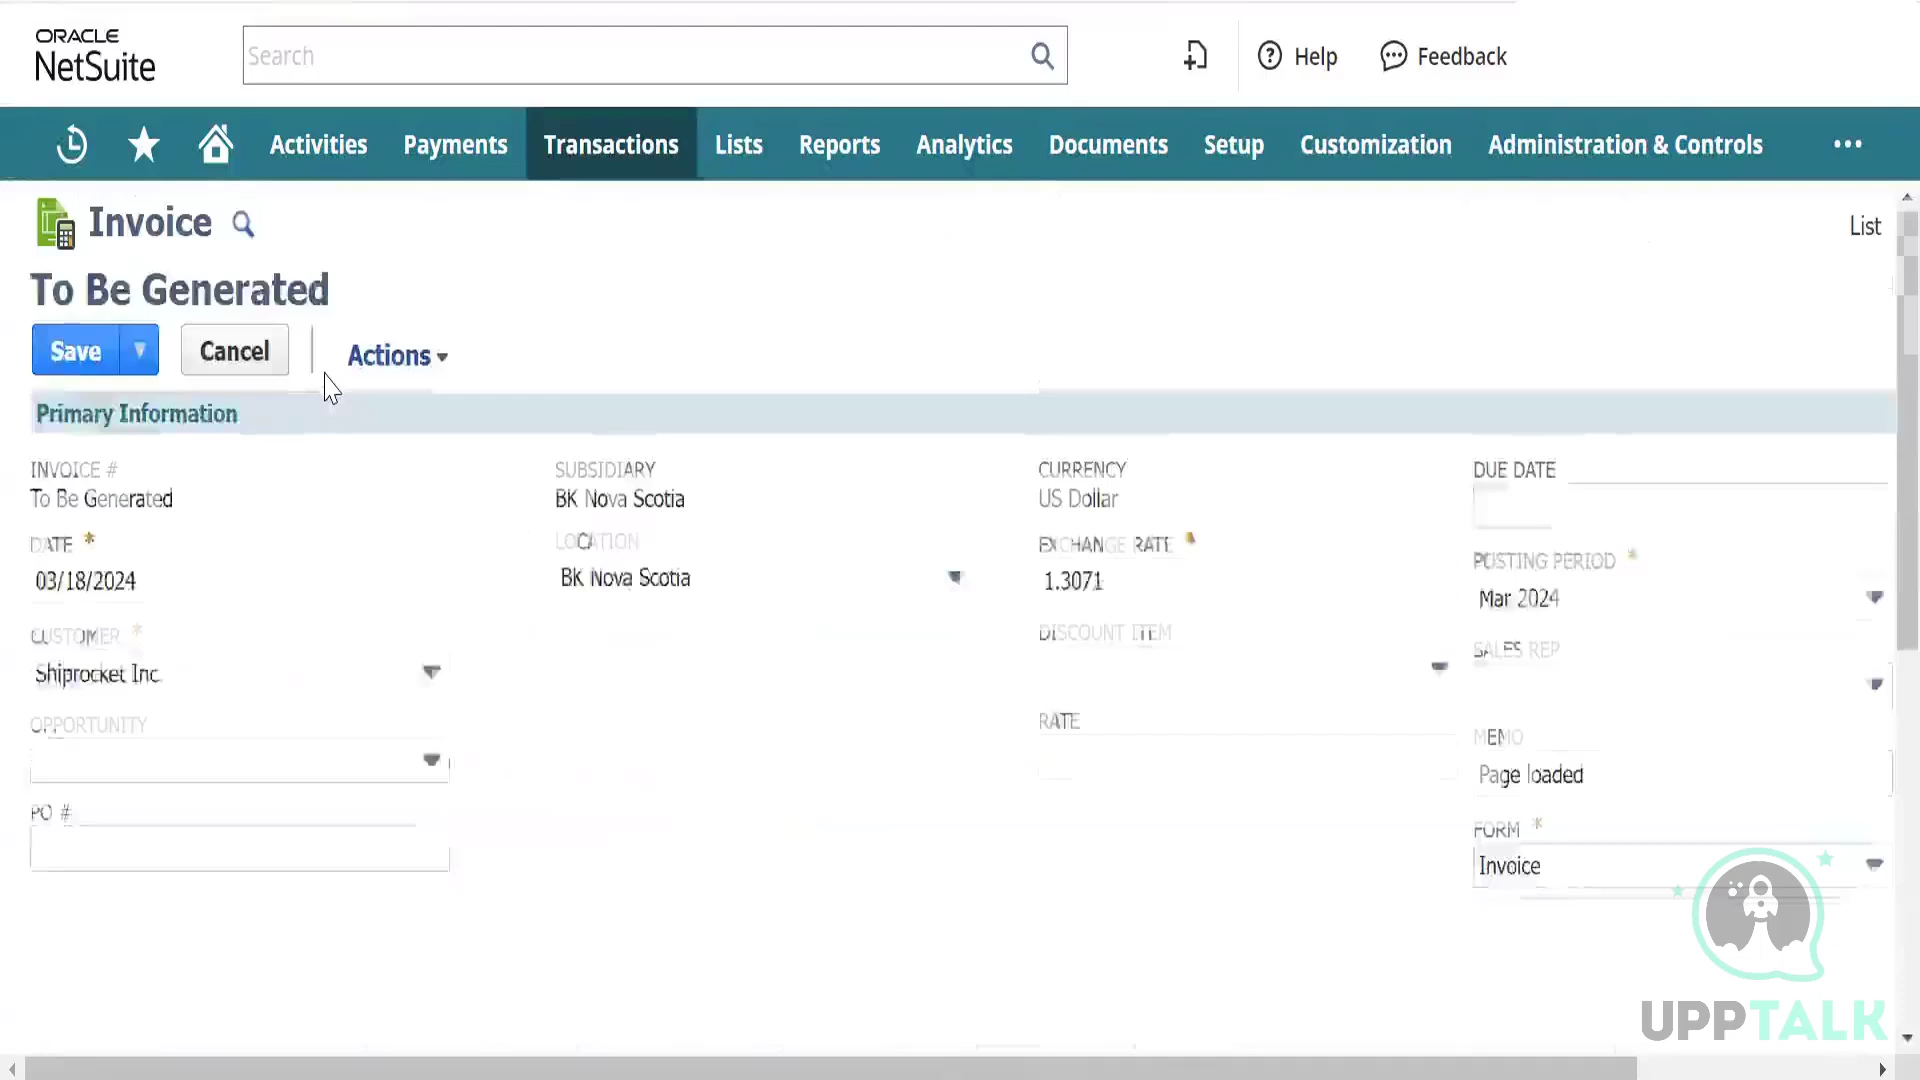 ORACLE
NetSuite
Search
Help
Feedback
Activities
Payments
Transactions
Lists
Reports
Analytics
Documents
Setup
Customization
Administration & Controls
Invoice
List
To Be Generated
Save
Cancel
Actions
Primary Information
INVOICE #
To Be Generated
DATE *
03/18/2024
CUSTOMER *
Shiprocket Inc.
OPPORTUNITY
PO #
SUBSIDIARY
BK Nova Scotia
LOCATION
BK Nova Scotia
CURRENCY
US Dollar
EXCHANGE RATE *
1.3071
DISCOUNT ITEM
RATE
DUE DATE
POSTING PERIOD *
Mar 2024
SALES REP
MEMO
Page loaded
FORM *
Invoice
UPPTALK